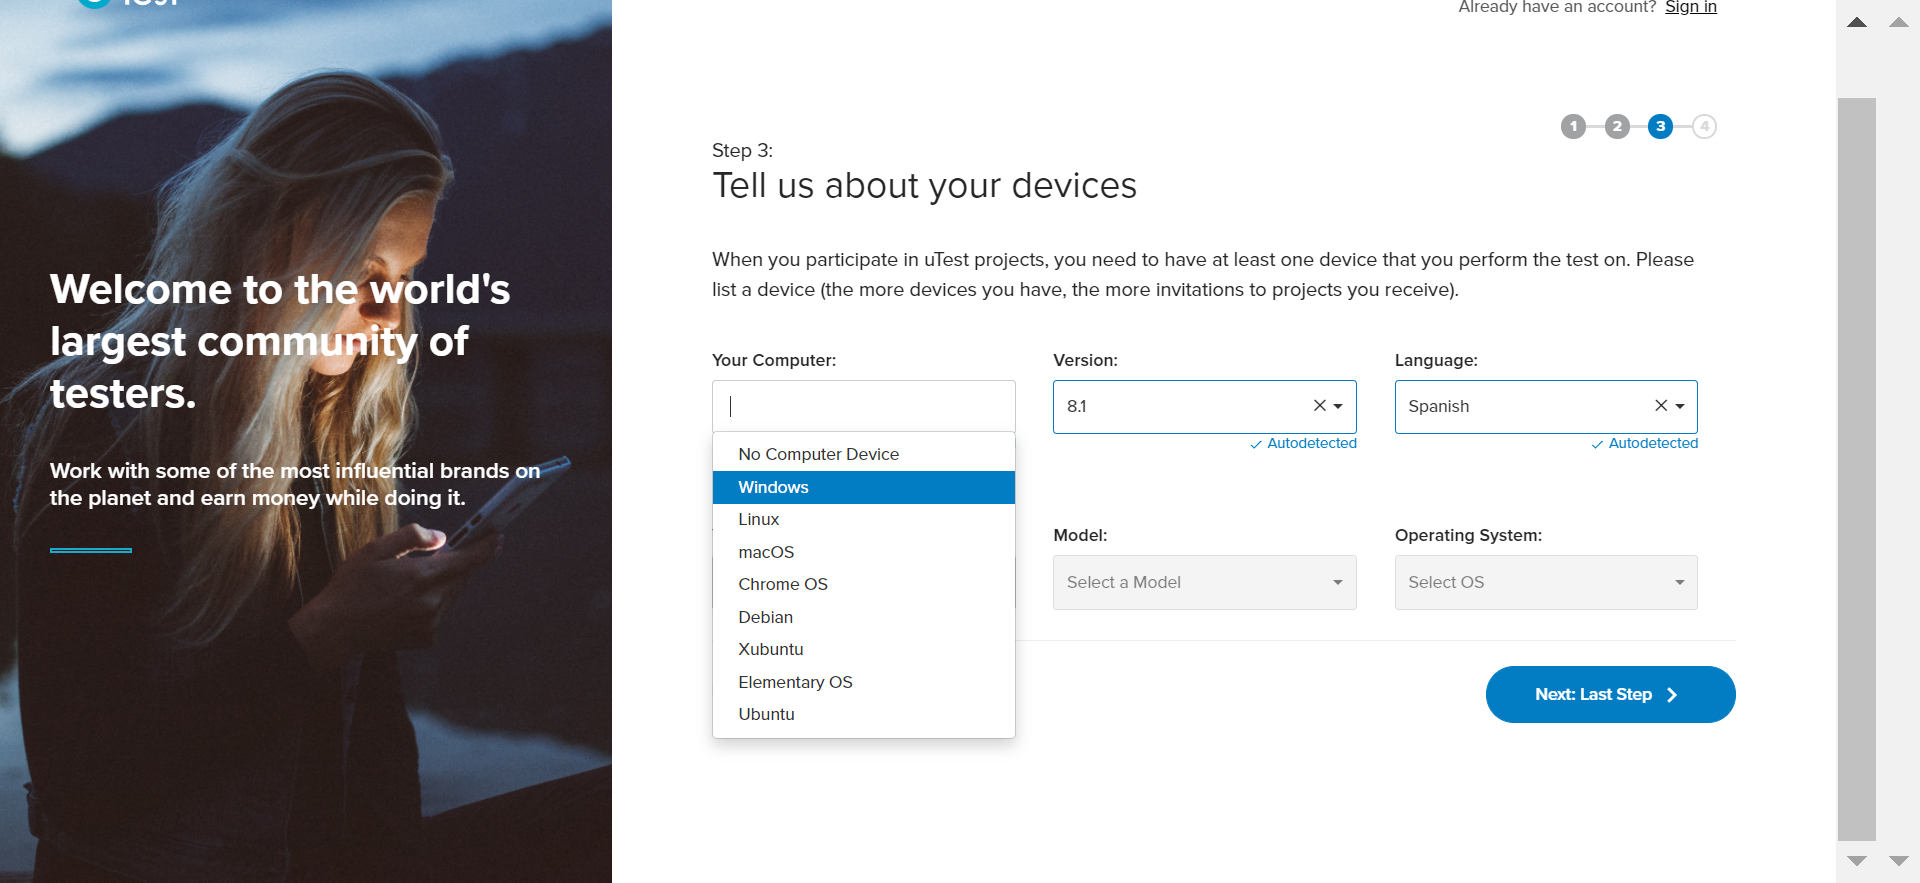 Already have an account? Sign in
1 2 3 4
Step 3:
Tell us about your devices
Welcome to the world's
largest community of
testers.
Work with some of the most influential brands on
the planet and earn money while doing it.
When you participate in uTest projects, you need to have at least one device that you perform the test on. Please
list a device (the more devices you have, the more invitations to projects you receive).
Your Computer: Version: Language:
8.1 Spanish
Autodetected Autodetected
No Computer Device
Windows
Linux
macOS
Chrome OS
Debian
Xubuntu
Elementary OS
Ubuntu
Model: Operating System:
Select a Model Select OS
Next: Last Step